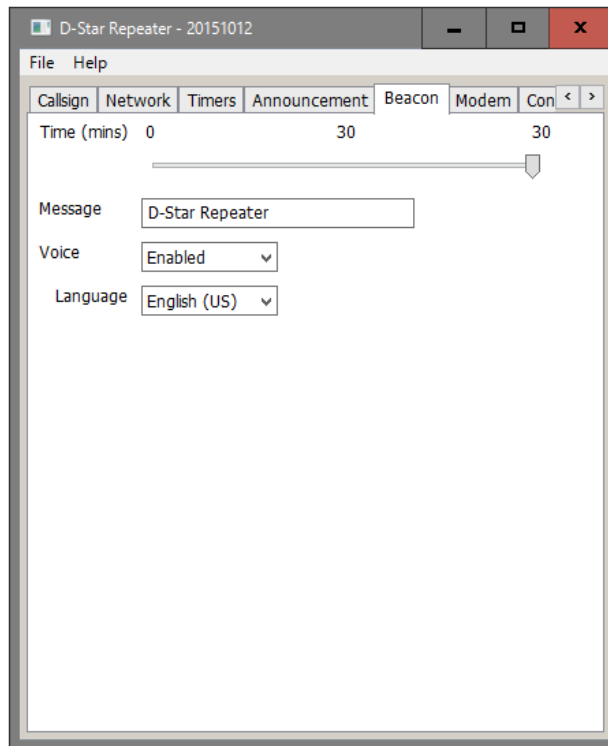 D-Star Repeater - 20151012
File Help
Callsign Network Timers Announcement Beacon Modem Con
Time (mins) 0 30 30
Message D-Star Repeater
Voice Enabled
Language English (US)